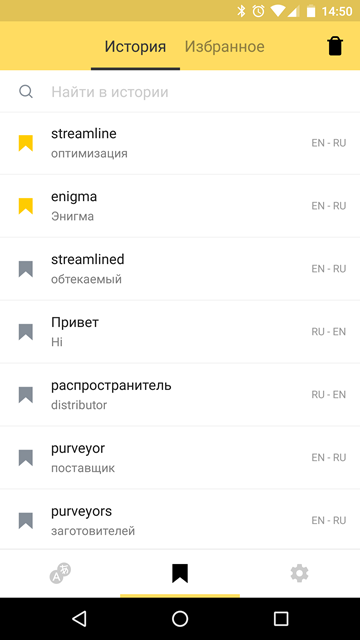 14:50
История Избранное
Найти в истории
streamline
оптимизация
EN - RU
enigma
Энигма
EN - RU
streamlined
обтекаемый
EN - RU
Привет
Hi
RU - EN
распространитель
distributor
RU - EN
purveyor
поставщик
EN - RU
purveyors
заготовителей
EN - RU
A